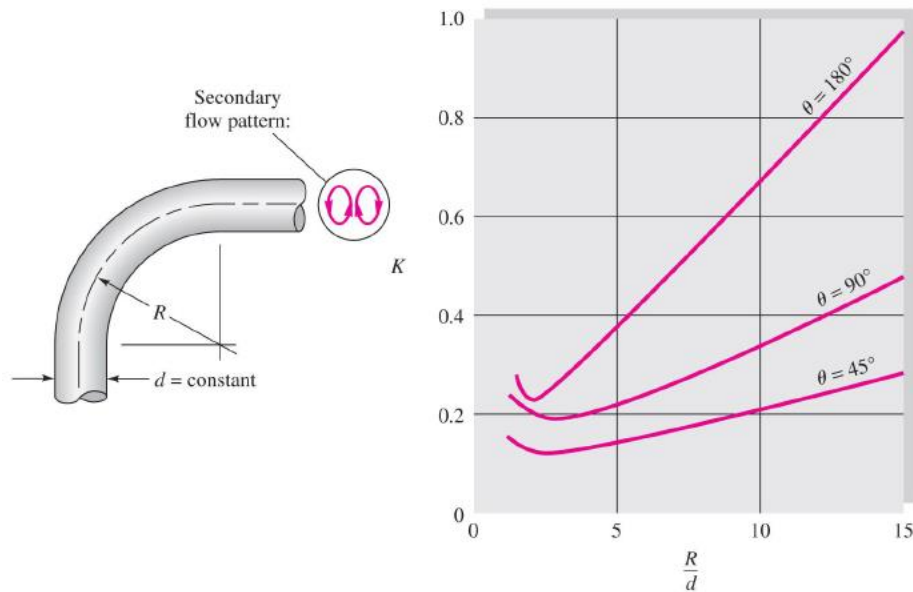 Secondary
flow pattern:
R
d = constant
K
1.0
0.8
0.6
0.4
0.2
0
θ = 180°
θ = 90°
θ = 45°
0
5
10
15
R
d